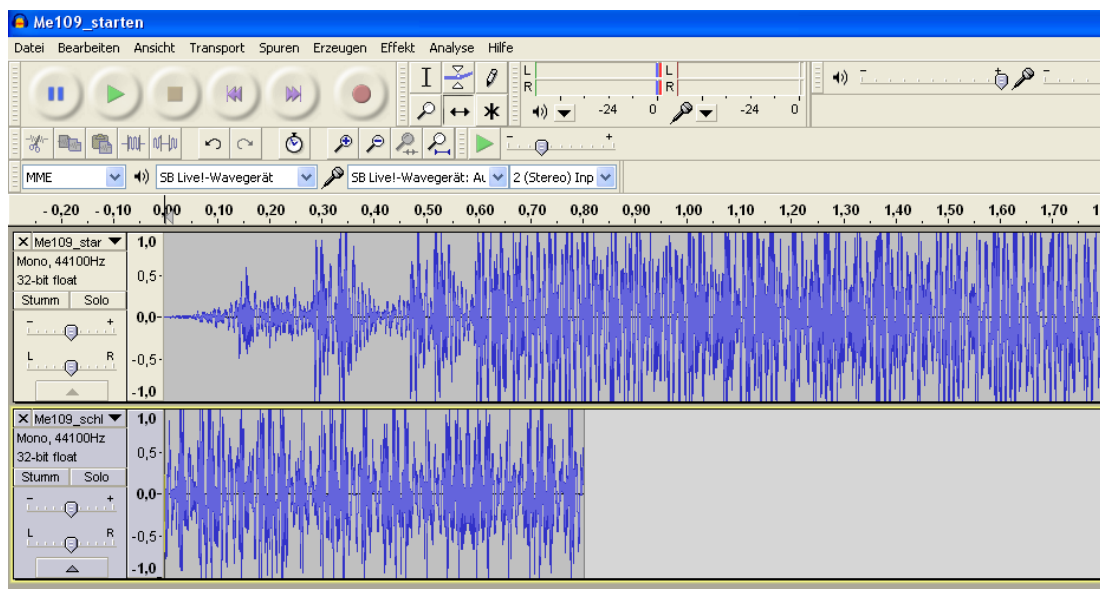 Me109_starten
Datei Bearbeiten Ansicht Transport Spuren Erzeugen Effekt Analyse Hilfe
L L
R R
-24 0 -24 0
MME SB Live!-Wavegerät SB Live!-Wavegerät: Au 2 (Stereo) Inp
- 0,20 - 0,10 0,00 0,10 0,20 0,30 0,40 0,50 0,60 0,70 0,80 0,90 1,00 1,10 1,20 1,30 1,40 1,50 1,60 1,70 1
Me109_star 1,0
Mono, 44100Hz
32-bit float 0,5
Stumm Solo
- + 0,0
L R -0,5
-1,0
Me109_schl 1,0
Mono, 44100Hz
32-bit float 0,5
Stumm Solo
- + 0,0
L R -0,5
-1,0